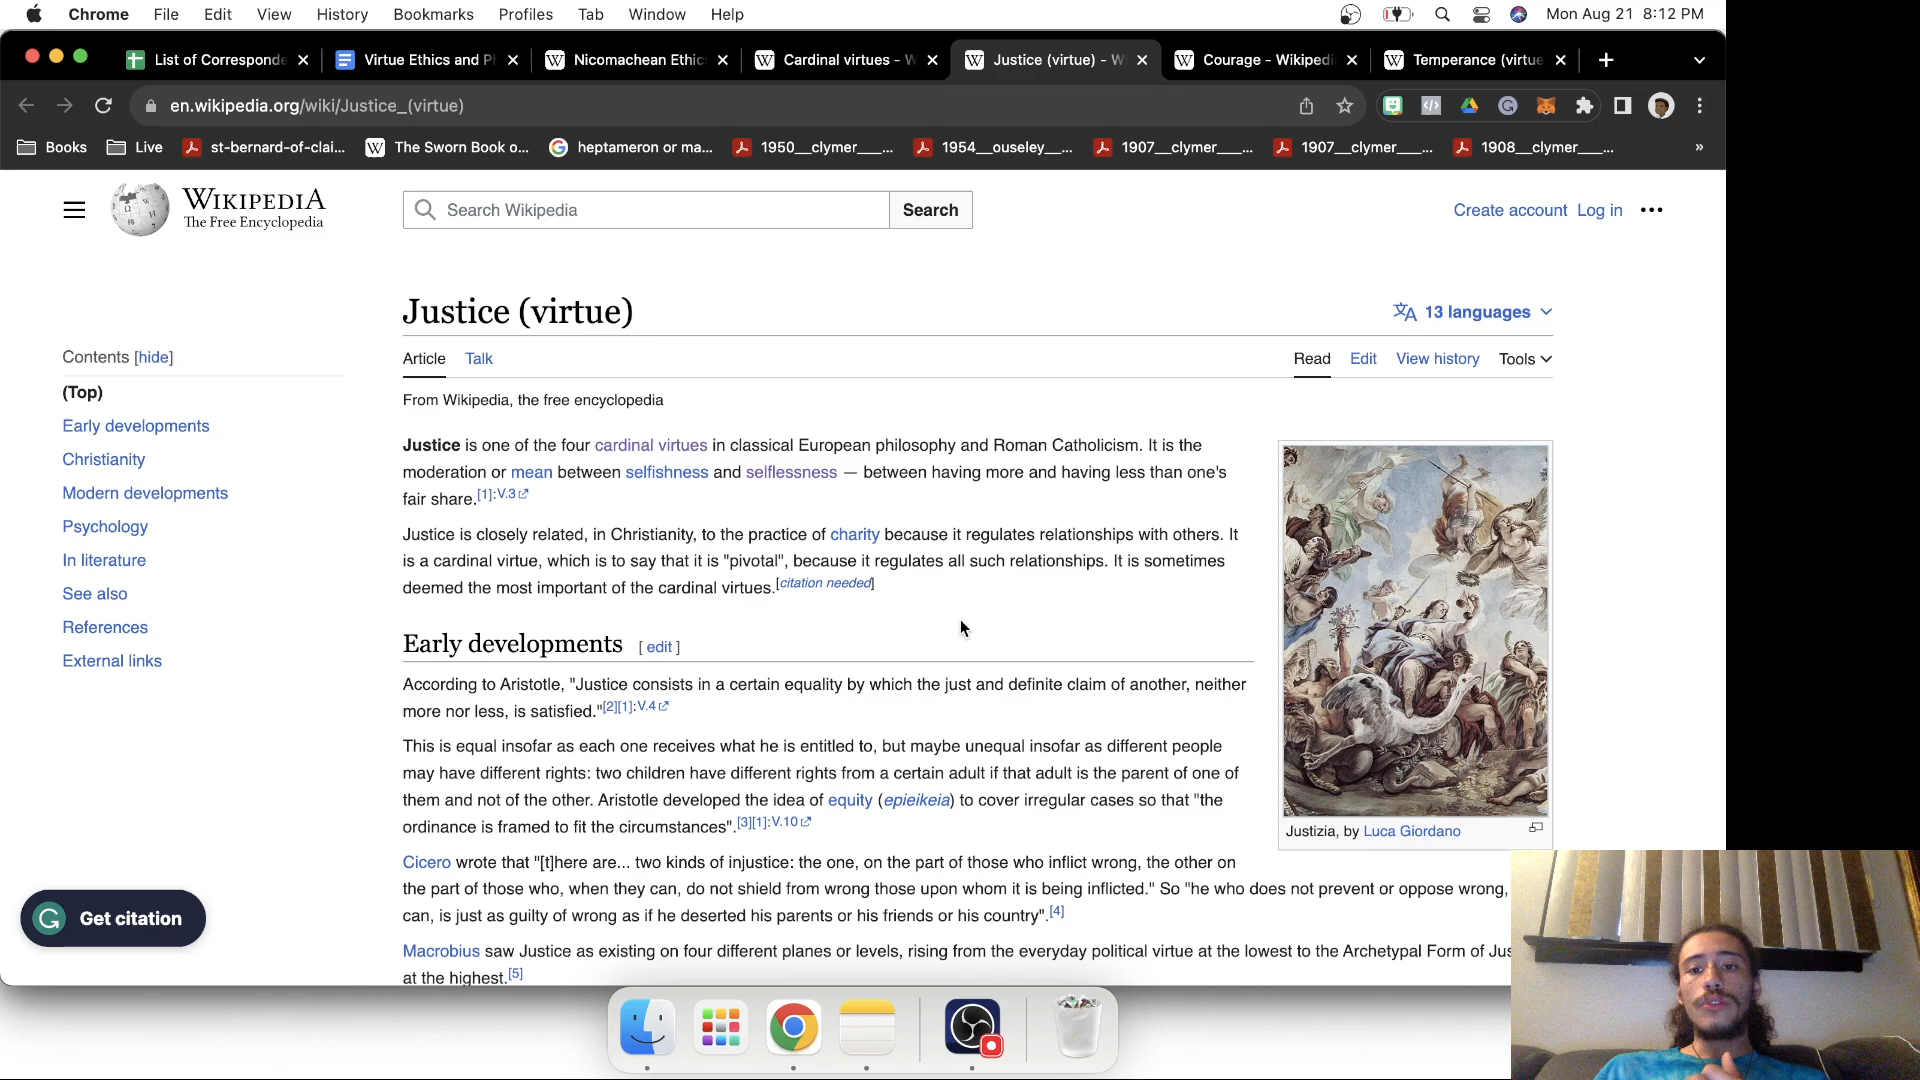 Chrome File Edit View History Bookmarks Profiles Tab Window Help Mon Aug 21 8:12 PM
List of Corresponde Virtue Ethics and P Nicomachean Ethic Cardinal virtues - W Justice (virtue) - W Courage - Wikipedi Temperance (virtue
en.wikipedia.org/wiki/Justice_(virtue)
Books Live st-bernard-of-clai... The Sworn Book o... heptameron or ma... 1950__clymer___... 1954__ouseley__... 1907__clymer___... 1907__clymer___... 1908__clymer___... »
WIKIPEDIA
The Free Encyclopedia
Search Wikipedia Search
Create account Log in
Justice (virtue)
13 languages
Article Talk
Read Edit View history Tools
Contents [hide]
(Top)
Early developments
Christianity
Modern developments
Psychology
In literature
See also
References
External links
From Wikipedia, the free encyclopedia
Justice is one of the four cardinal virtues in classical European philosophy and Roman Catholicism. It is the
moderation or mean between selfishness and selflessness — between having more and having less than one's
fair share.[1]:V.3
Justice is closely related, in Christianity, to the practice of charity because it regulates relationships with others. It
is a cardinal virtue, which is to say that it is "pivotal", because it regulates all such relationships. It is sometimes
deemed the most important of the cardinal virtues.[citation needed]
Early developments [ edit ]
According to Aristotle, "Justice consists in a certain equality by which the just and definite claim of another, neither
more nor less, is satisfied."[2][1]:V.4
This is equal insofar as each one receives what he is entitled to, but maybe unequal insofar as different people
may have different rights: two children have different rights from a certain adult if that adult is the parent of one of
them and not of the other. Aristotle developed the idea of equity (epieikeia) to cover irregular cases so that "the
ordinance is framed to fit the circumstances".[3][1]:V.10
Cicero wrote that "[t]here are... two kinds of injustice: the one, on the part of those who inflict wrong, the other on
the part of those who, when they can, do not shield from wrong those upon whom it is being inflicted." So "he who does not prevent or oppose wrong,
can, is just as guilty of wrong as if he deserted his parents or his friends or his country".[4]
Macrobius saw Justice as existing on four different planes or levels, rising from the everyday political virtue at the lowest to the Archetypal Form of Jus
at the highest.[5]
Justizia, by Luca Giordano
Get citation